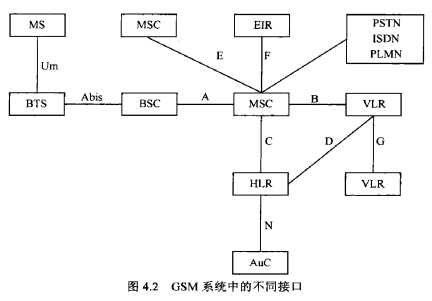 MS
MSC
EIR
PSTN
ISDN
PLMN
Um
E
F
BTS
Abis
BSC
A
MSC
B
VLR
C
D
G
HLR
VLR
N
AuC
图 4.2 GSM 系统中的不同接口